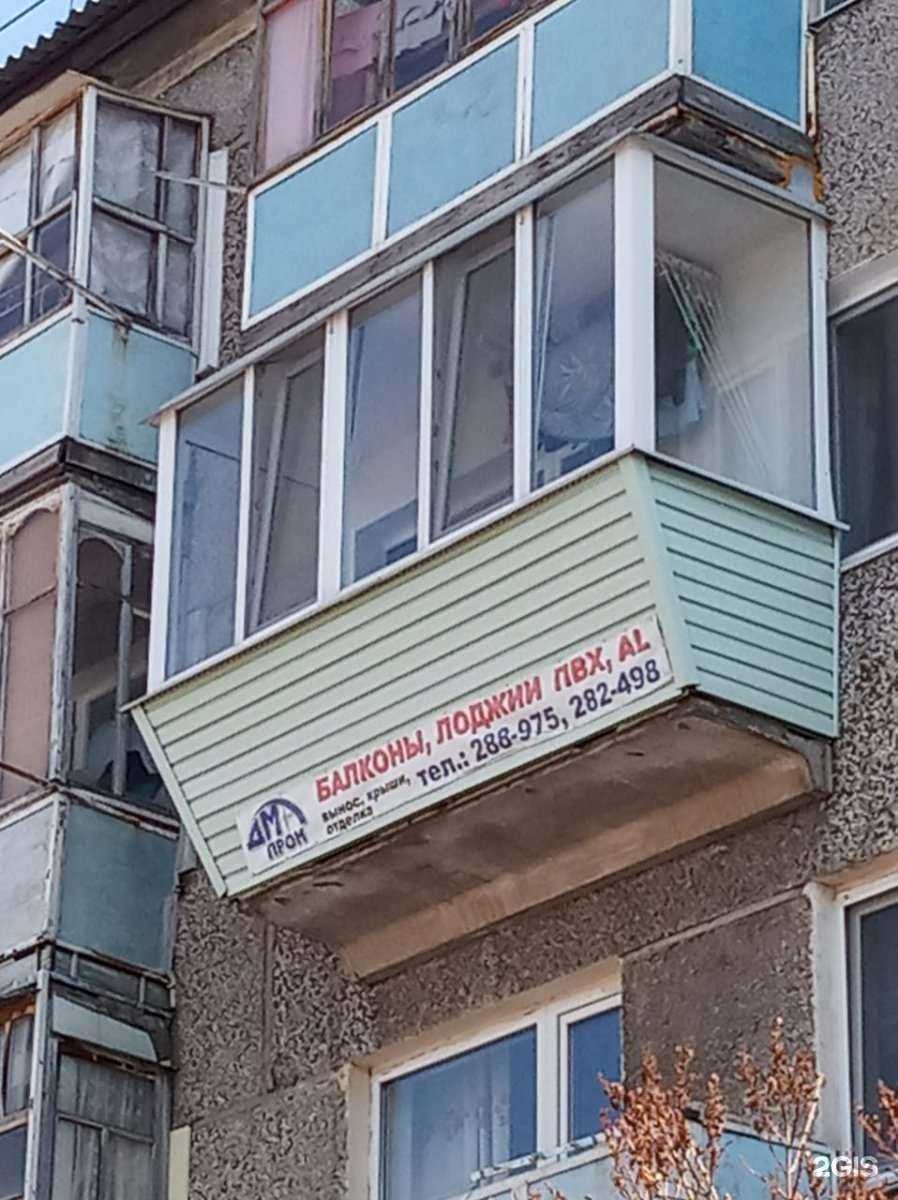 БАЛКОНЫ, ЛОДЖИИ ПВХ, AL
вынос, крыши,
отделка
тел.: 288-975, 282-498
ДМ
ПРОМ
2GIS